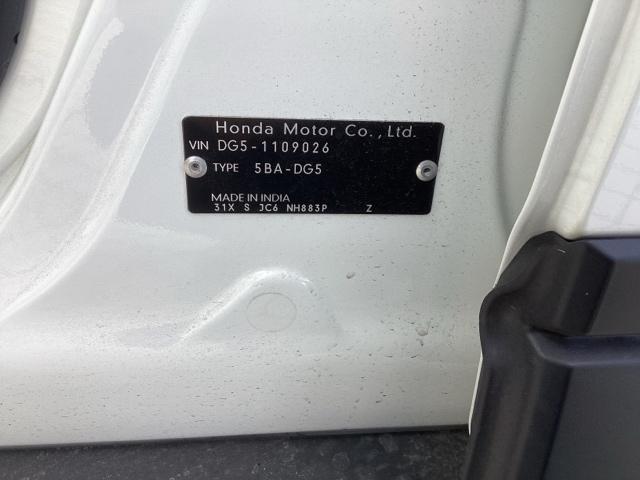 Honda Motor Co., Ltd.
VIN DG5-1109026
TYPE 5BA-DG5
MADE IN INDIA
31X S JC6 NH883P Z